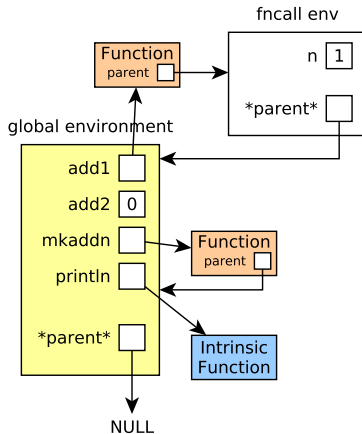 fncall env
Function
parent
n 1
*parent*
global environment
add1
add2 0
mkaddn
Function
parent
println
*parent*
Intrinsic
Function
NULL